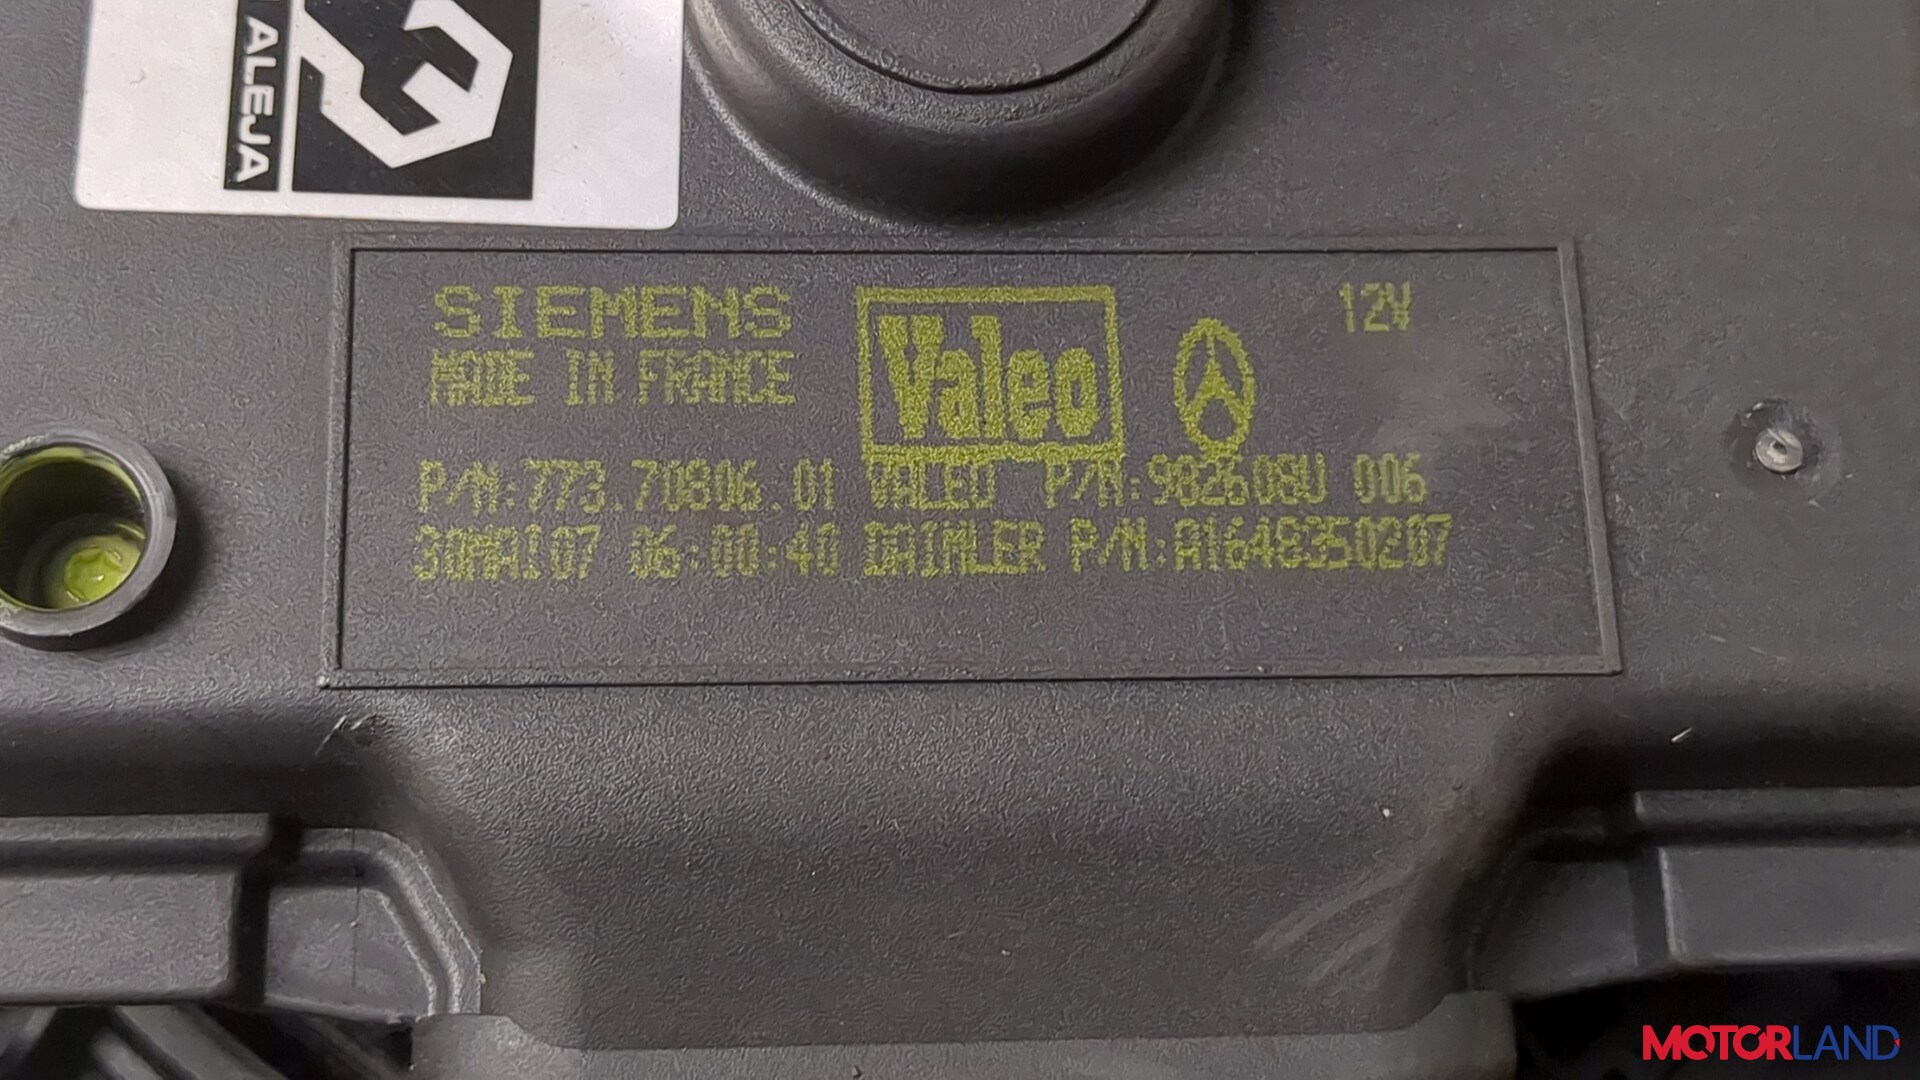 ALEJA
SIEMENS
MADE IN FRANCE
Valeo
12V
P/N:773.70806.01 VALEO P/N:982608U 006
30MAI07 06:00:40 DAIMLER P/N:A1648350207
MOTORLAND